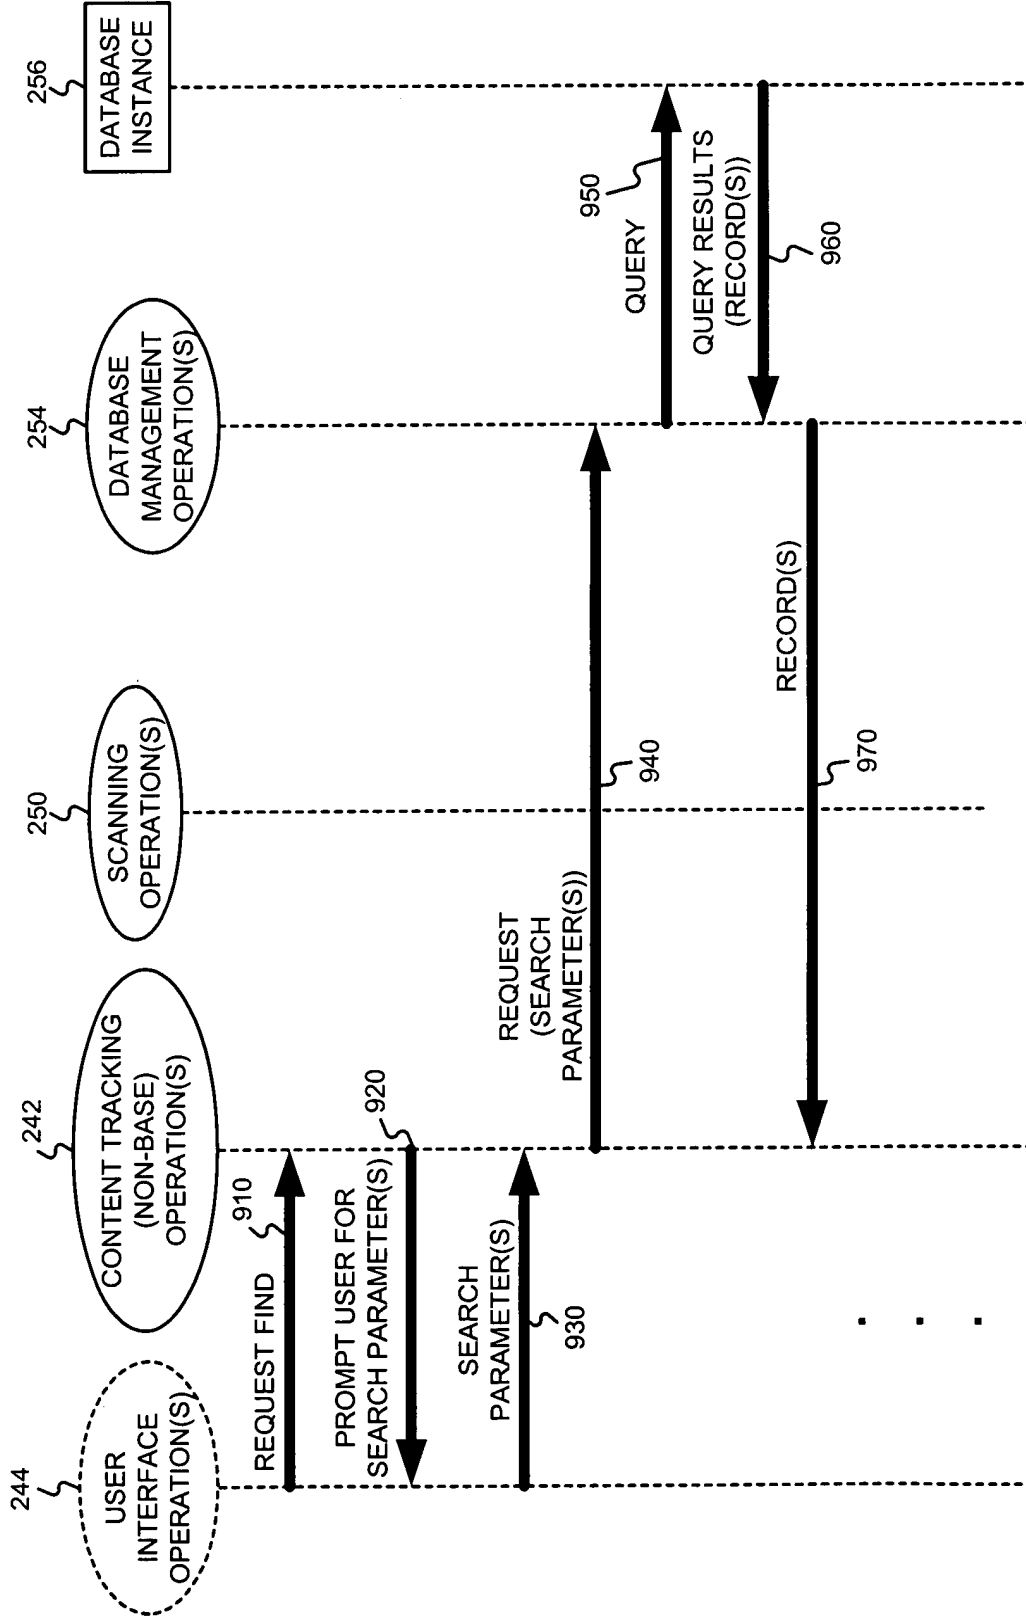 244
USER
INTERFACE
OPERATION(S)
242
CONTENT TRACKING
(NON-BASE)
OPERATION(S)
250
SCANNING
OPERATION(S)
254
DATABASE
MANAGEMENT
OPERATION(S)
256
DATABASE
INSTANCE
REQUEST FIND
910
PROMPT USER FOR
SEARCH PARAMETER(S)
920
SEARCH
PARAMETER(S)
930
REQUEST
(SEARCH
PARAMETER(S))
940
QUERY
950
QUERY RESULTS
(RECORD(S))
960
RECORD(S)
970